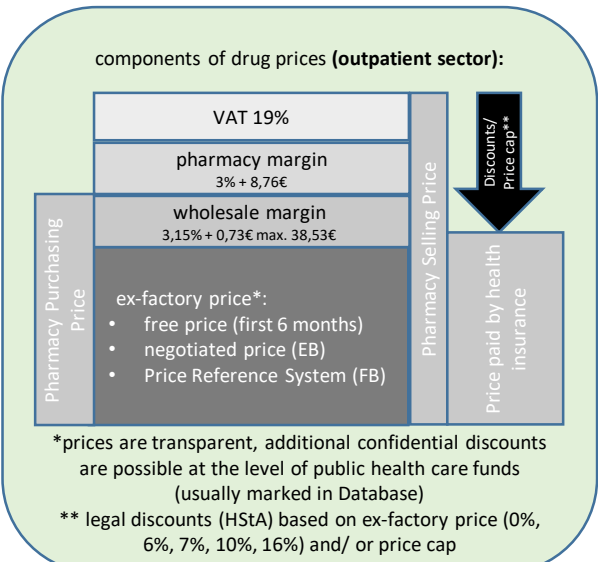 components of drug prices (outpatient sector):
VAT 19%
pharmacy margin
3% + 8,76€
wholesale margin
3,15% + 0,73€ max. 38,53€
ex-factory price*:
• free price (first 6 months)
• negotiated price (EB)
• Price Reference System (FB)
Pharmacy Purchasing
Price
Pharmacy Selling Price
Discounts/
Price cap**
Price paid by health
insurance
*prices are transparent, additional confidential discounts
are possible at the level of public health care funds
(usually marked in Database)
** legal discounts (HStA) based on ex-factory price (0%,
6%, 7%, 10%, 16%) and/ or price cap